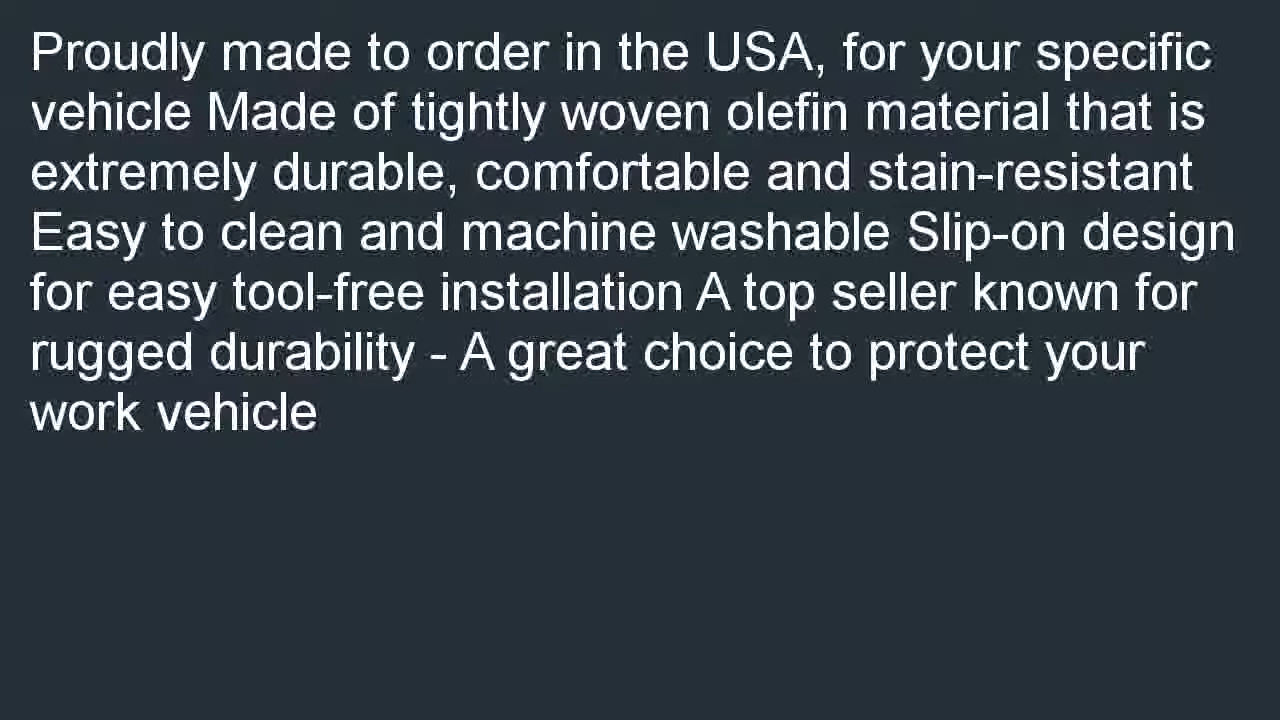 Proudly made to order in the USA, for your specific
vehicle Made of tightly woven olefin material that is
extremely durable, comfortable and stain-resistant
Easy to clean and machine washable Slip-on design
for easy tool-free installation A top seller known for
rugged durability - A great choice to protect your
work vehicle